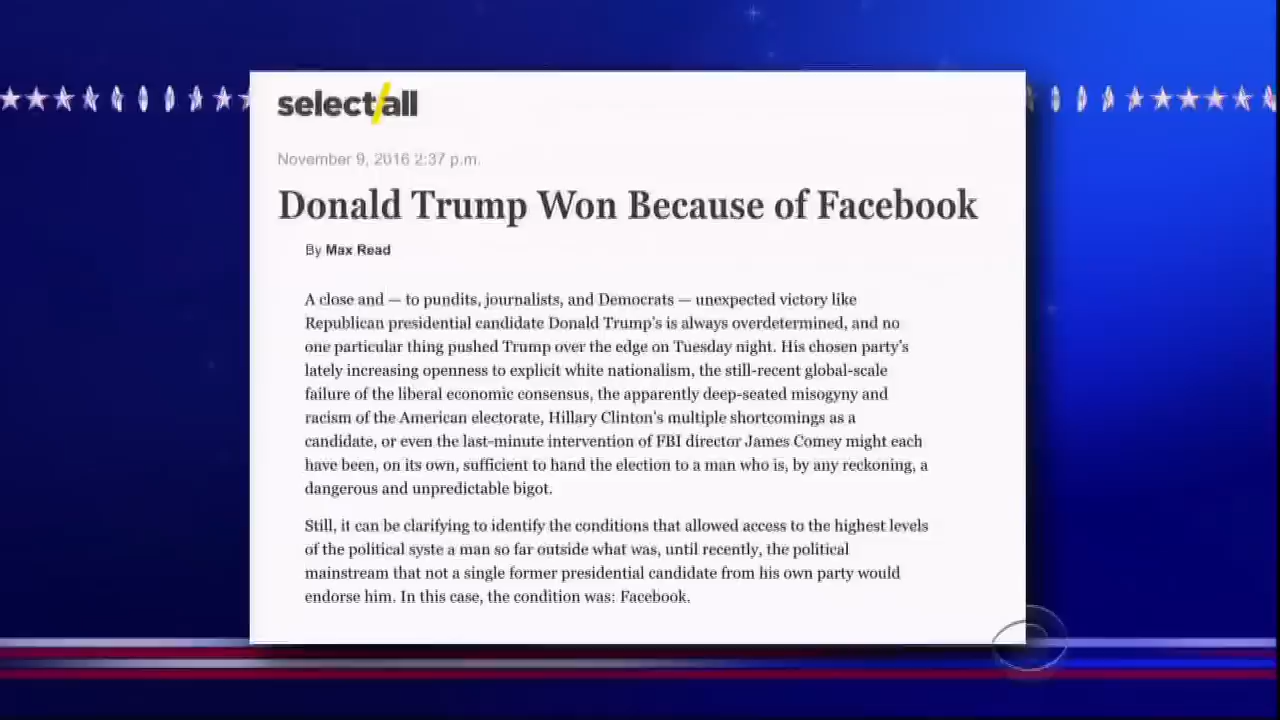 select/all
November 9, 2016 2:37 p.m.
Donald Trump Won Because of Facebook
By Max Read
A close and — to pundits, journalists, and Democrats — unexpected victory like
Republican presidential candidate Donald Trump's is always overdetermined, and no
one particular thing pushed Trump over the edge on Tuesday night. His chosen party's
lately increasing openness to explicit white nationalism, the still-recent global-scale
failure of the liberal economic consensus, the apparently deep-seated misogyny and
racism of the American electorate, Hillary Clinton's multiple shortcomings as a
candidate, or even the last-minute intervention of FBI director James Comey might each
have been, on its own, sufficient to hand the election to a man who is, by any reckoning, a
dangerous and unpredictable bigot.
Still, it can be clarifying to identify the conditions that allowed access to the highest levels
of the political syste a man so far outside what was, until recently, the political
mainstream that not a single former presidential candidate from his own party would
endorse him. In this case, the condition was: Facebook.